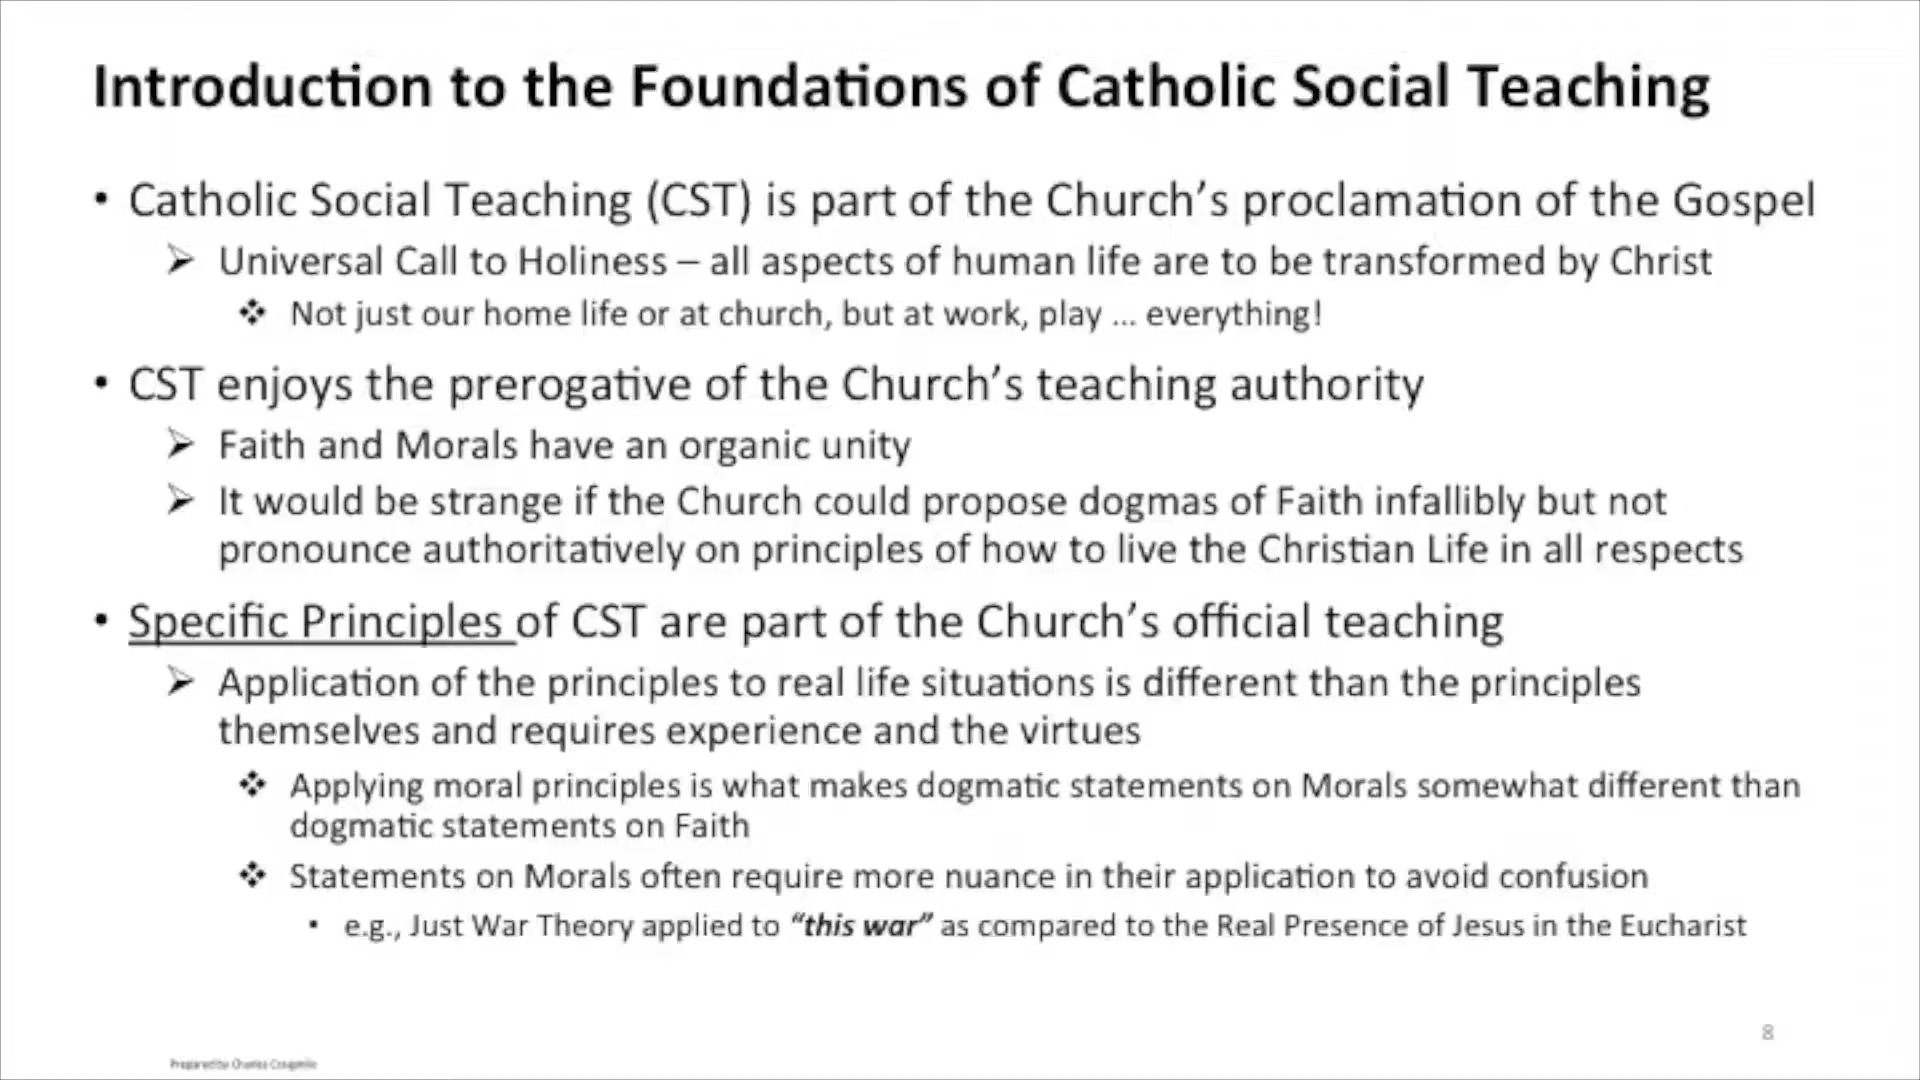 Introduction to the Foundations of Catholic Social Teaching
• Catholic Social Teaching (CST) is part of the Church’s proclamation of the Gospel
➢ Universal Call to Holiness – all aspects of human life are to be transformed by Christ
❖ Not just our home life or at church, but at work, play ... everything!
• CST enjoys the prerogative of the Church’s teaching authority
➢ Faith and Morals have an organic unity
➢ It would be strange if the Church could propose dogmas of Faith infallibly but not
pronounce authoritatively on principles of how to live the Christian Life in all respects
• Specific Principles of CST are part of the Church’s official teaching
➢ Application of the principles to real life situations is different than the principles
themselves and requires experience and the virtues
❖ Applying moral principles is what makes dogmatic statements on Morals somewhat different than
dogmatic statements on Faith
❖ Statements on Morals often require more nuance in their application to avoid confusion
• e.g., Just War Theory applied to “this war” as compared to the Real Presence of Jesus in the Eucharist
8
Prepared by Charles